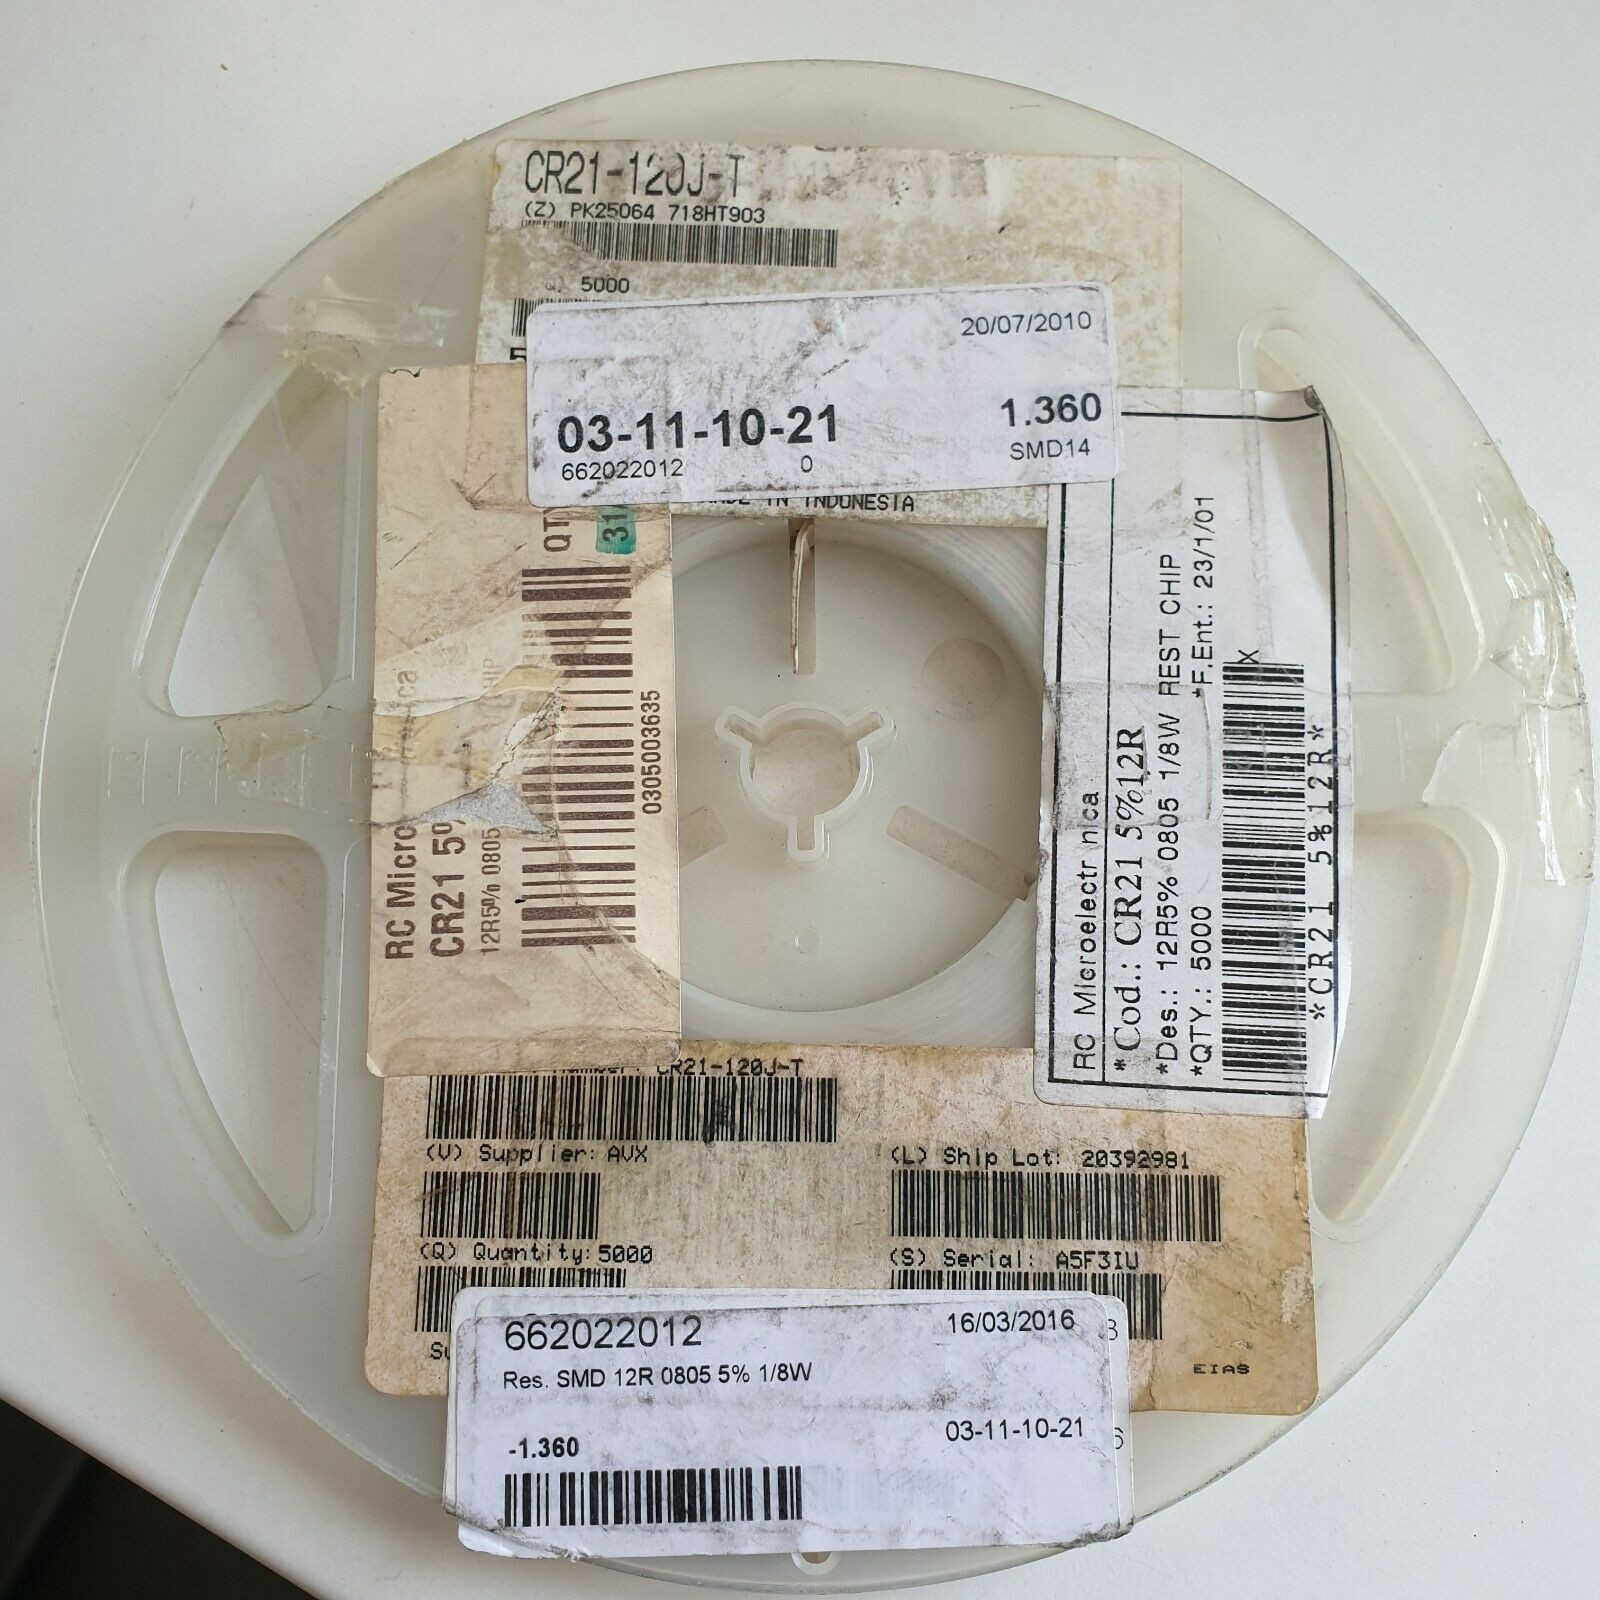 CR21-120J-T
(Z) PK25064 718HT903
Q) 5000
20/07/2010
03-11-10-21
1.360
662022012
0
SMD14
IN INDONESIA
RC Micro
CR21 5%
12R5% 0805
CHIP
QTY
31
0305003635
RC Microelectr nica
*Cod.: CR21 5%12R
*Des.: 12R5% 0805 1/8W REST CHIP
*QTY.: 5000
*F.Ent.: 23/1/01
X
*CR21 5%12R*
CR21-120J-T
(V) Supplier: AVX
(L) Ship Lot: 20392981
(Q) Quantity: 5000
(S) Serial: A5F3IU
EIAS
662022012
16/03/2016
Res. SMD 12R 0805 5% 1/8W
-1.360
03-11-10-21